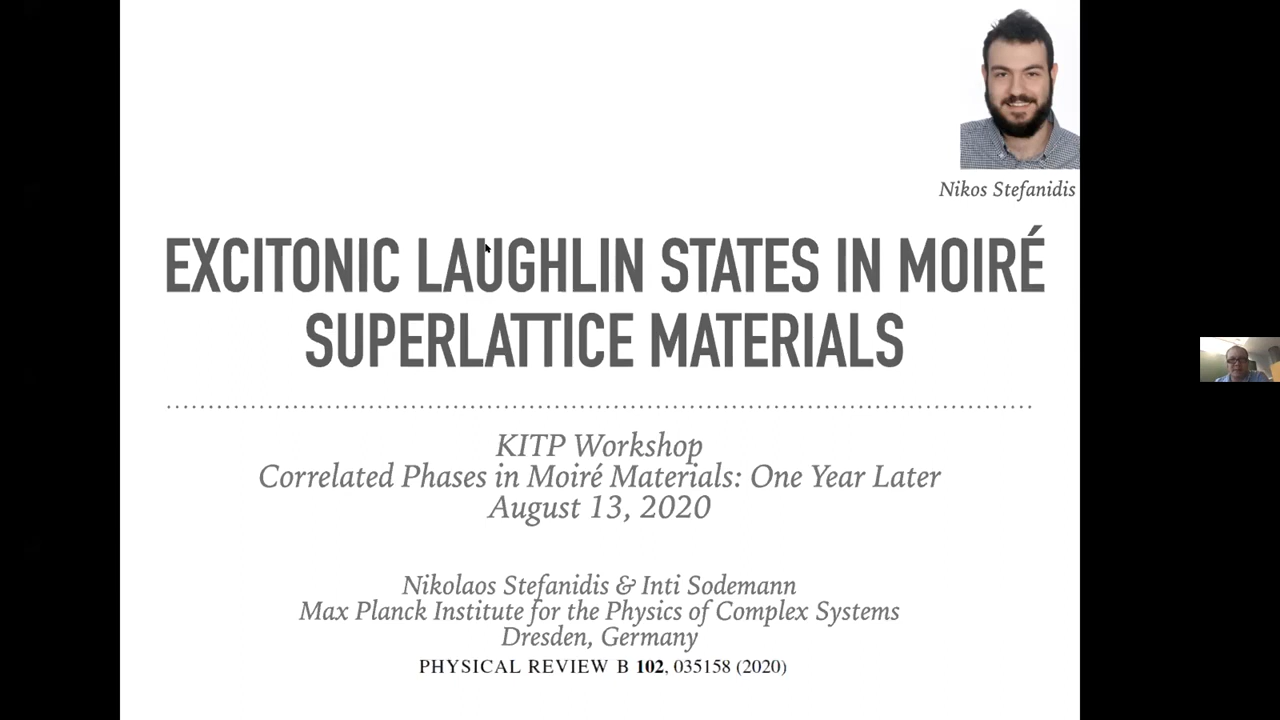 Nikos Stefanidis
EXCITONIC LAUGHLIN STATES IN MOIRÉ
SUPERLATTICE MATERIALS
KITP Workshop
Correlated Phases in Moiré Materials: One Year Later
August 13, 2020
Nikolaos Stefanidis & Inti Sodemann
Max Planck Institute for the Physics of Complex Systems
Dresden, Germany
PHYSICAL REVIEW B 102, 035158 (2020)